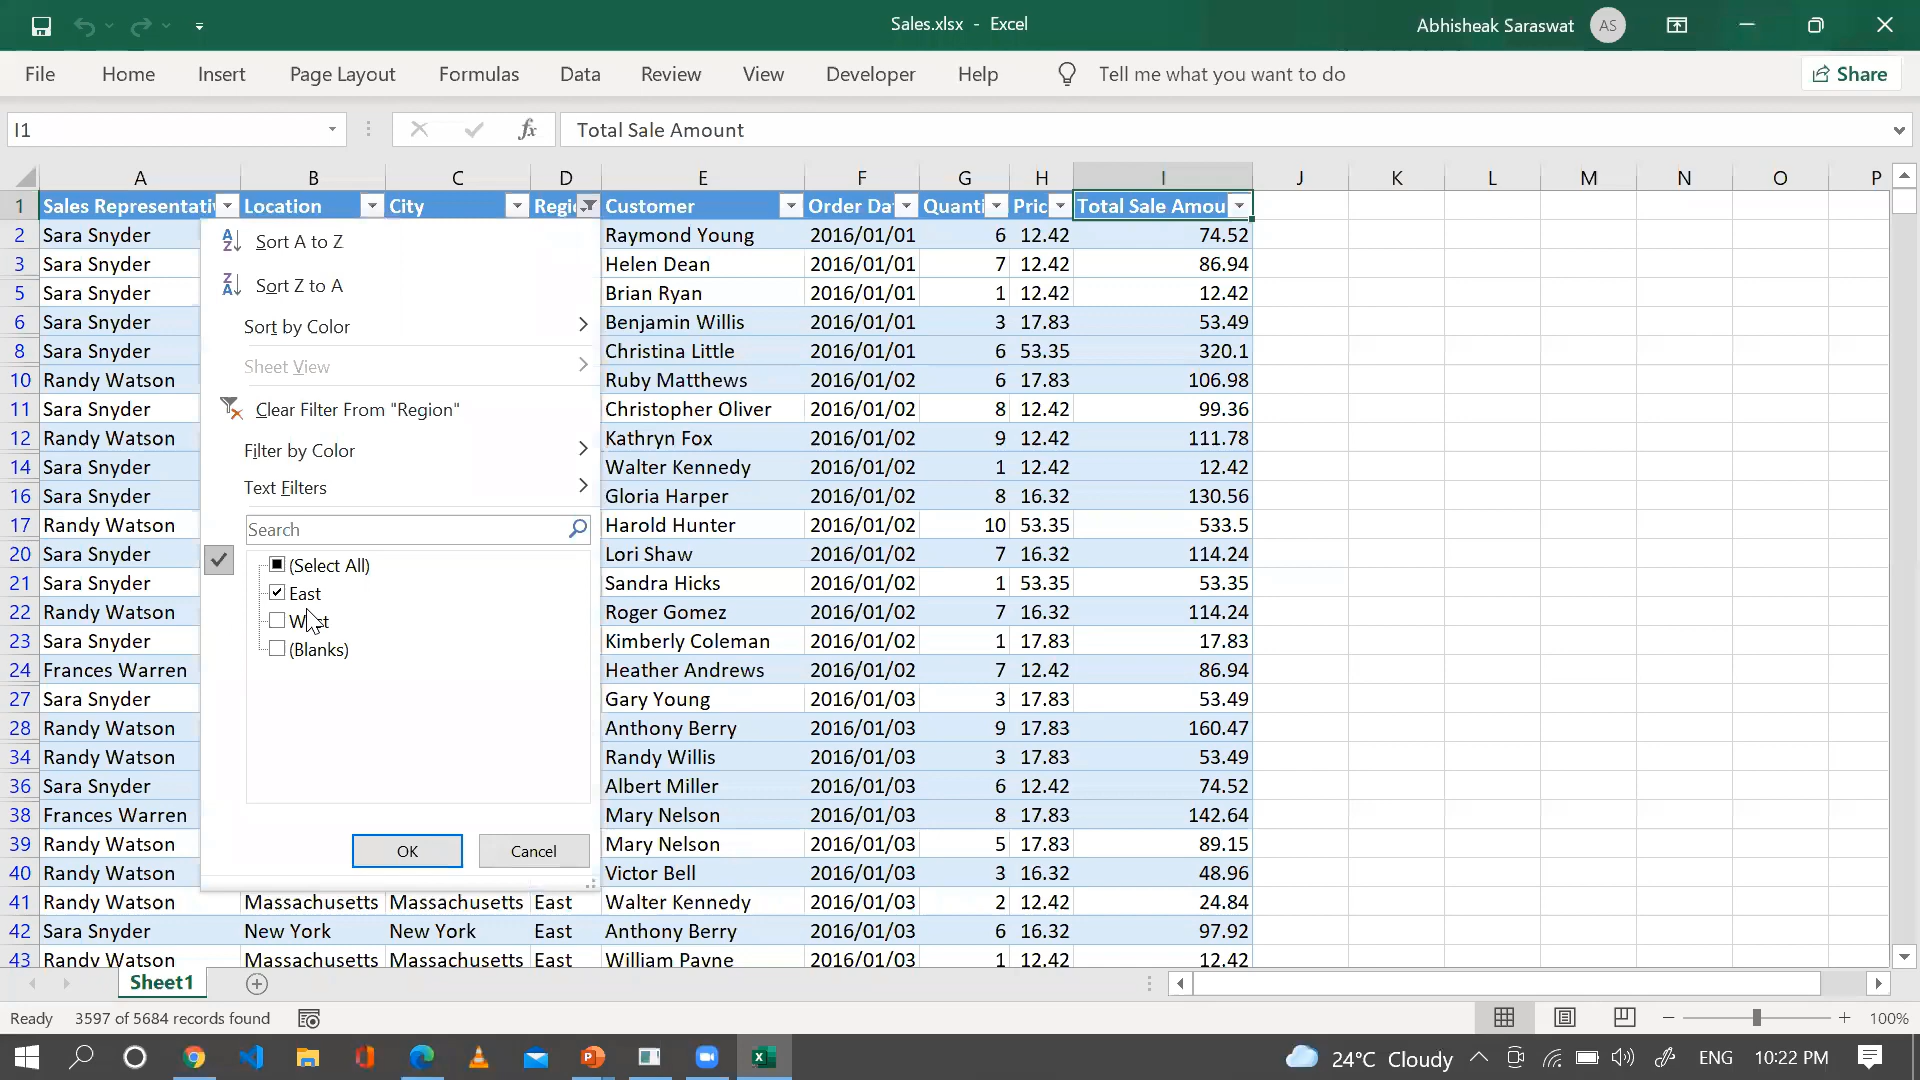 Sales.xlsx - Excel
Abhisheak Saraswat AS
File Home Insert Page Layout Formulas Data Review View Developer Help Tell me what you want to do Share
I1 fx Total Sale Amount
A B C D E F G H I J K L M N O P
1 Sales Representativ Location City Regi Customer Order Da Quanti Pric Total Sale Amou
2 Sara Snyder Raymond Young 2016/01/01 6 12.42 74.52
3 Sara Snyder Helen Dean 2016/01/01 7 12.42 86.94
5 Sara Snyder Brian Ryan 2016/01/01 1 12.42 12.42
6 Sara Snyder Benjamin Willis 2016/01/01 3 17.83 53.49
8 Sara Snyder Christina Little 2016/01/01 6 53.35 320.1
10 Randy Watson Ruby Matthews 2016/01/02 6 17.83 106.98
11 Sara Snyder Christopher Oliver 2016/01/02 8 12.42 99.36
12 Randy Watson Kathryn Fox 2016/01/02 9 12.42 111.78
14 Sara Snyder Walter Kennedy 2016/01/02 1 12.42 12.42
16 Sara Snyder Gloria Harper 2016/01/02 8 16.32 130.56
17 Randy Watson Harold Hunter 2016/01/02 10 53.35 533.5
20 Sara Snyder Lori Shaw 2016/01/02 7 16.32 114.24
21 Sara Snyder Sandra Hicks 2016/01/02 1 53.35 53.35
22 Randy Watson Roger Gomez 2016/01/02 7 16.32 114.24
23 Sara Snyder Kimberly Coleman 2016/01/02 1 17.83 17.83
24 Frances Warren Heather Andrews 2016/01/02 7 12.42 86.94
27 Sara Snyder Gary Young 2016/01/03 3 17.83 53.49
28 Randy Watson Anthony Berry 2016/01/03 9 17.83 160.47
34 Randy Watson Randy Willis 2016/01/03 3 17.83 53.49
36 Sara Snyder Albert Miller 2016/01/03 6 12.42 74.52
38 Frances Warren Mary Nelson 2016/01/03 8 17.83 142.64
39 Randy Watson Mary Nelson 2016/01/03 5 17.83 89.15
40 Randy Watson Victor Bell 2016/01/03 3 16.32 48.96
41 Randy Watson Massachusetts Massachusetts East Walter Kennedy 2016/01/03 2 12.42 24.84
42 Sara Snyder New York New York East Anthony Berry 2016/01/03 6 16.32 97.92
43 Randy Watson Massachusetts Massachusetts East William Payne 2016/01/03 1 12.42 12.42
Sort A to Z
Sort Z to A
Sort by Color
Sheet View
Clear Filter From "Region"
Filter by Color
Text Filters
Search
(Select All)
East
(Blanks)
OK Cancel
Sheet1
Ready 3597 of 5684 records found 100%
24°C Cloudy ENG 10:22 PM